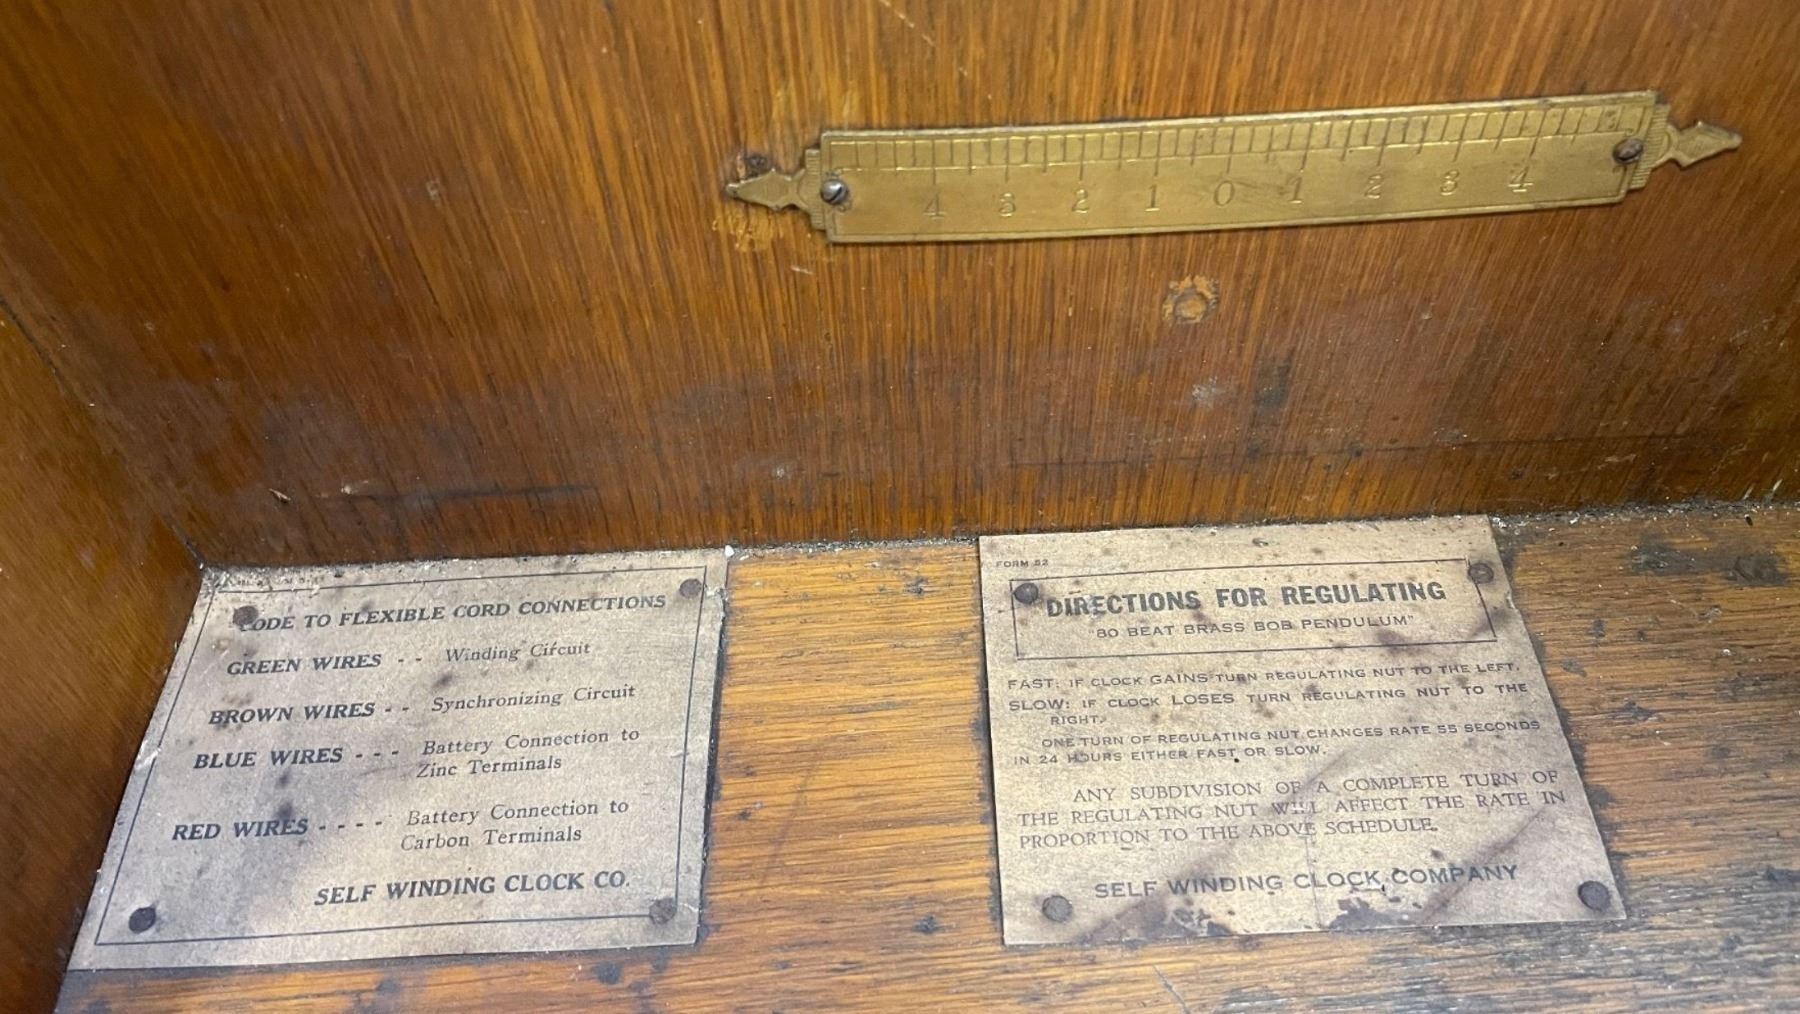 4 3 2 1 0 1 2 3 4
CODE TO FLEXIBLE CORD CONNECTIONS
GREEN WIRES - - Winding Circuit
BROWN WIRES - - Synchronizing Circuit
BLUE WIRES - - - Battery Connection to
Zinc Terminals
RED WIRES - - - - Battery Connection to
Carbon Terminals
SELF WINDING CLOCK CO.
FORM 52
DIRECTIONS FOR REGULATING
"80 BEAT BRASS BOB PENDULUM"
FAST: IF CLOCK GAINS TURN REGULATING NUT TO THE LEFT.
SLOW: IF CLOCK LOSES TURN REGULATING NUT TO THE
RIGHT.
ONE TURN OF REGULATING NUT CHANGES RATE 55 SECONDS
IN 24 HOURS EITHER FAST OR SLOW.
ANY SUBDIVISION OF A COMPLETE TURN OF
THE REGULATING NUT WILL AFFECT THE RATE IN
PROPORTION TO THE ABOVE SCHEDULE.
SELF WINDING CLOCK COMPANY